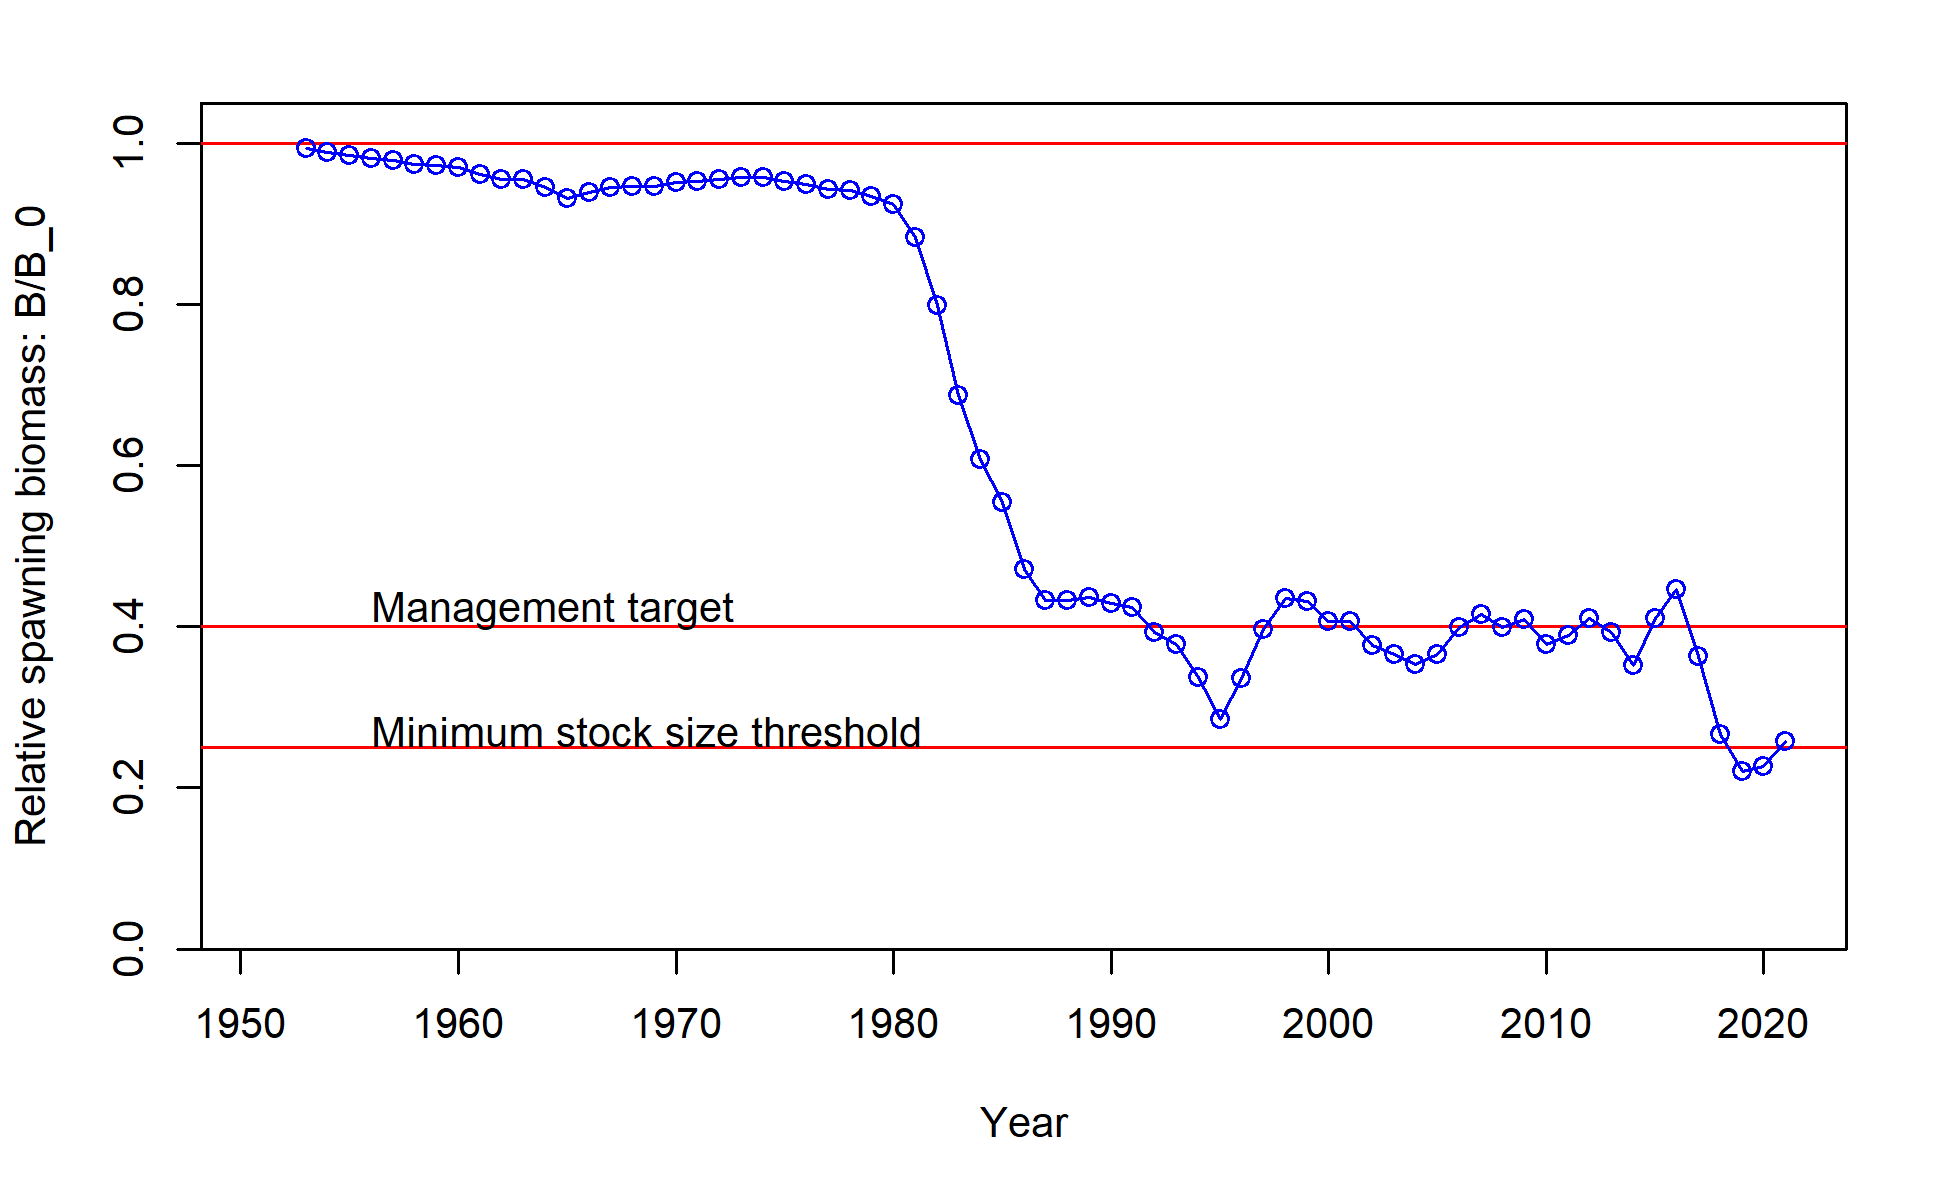 Relative spawning biomass: B/B_0
1.0
0.8
0.6
0.4
0.2
0.0
Management target
Minimum stock size threshold
1950 1960 1970 1980 1990 2000 2010 2020
Year